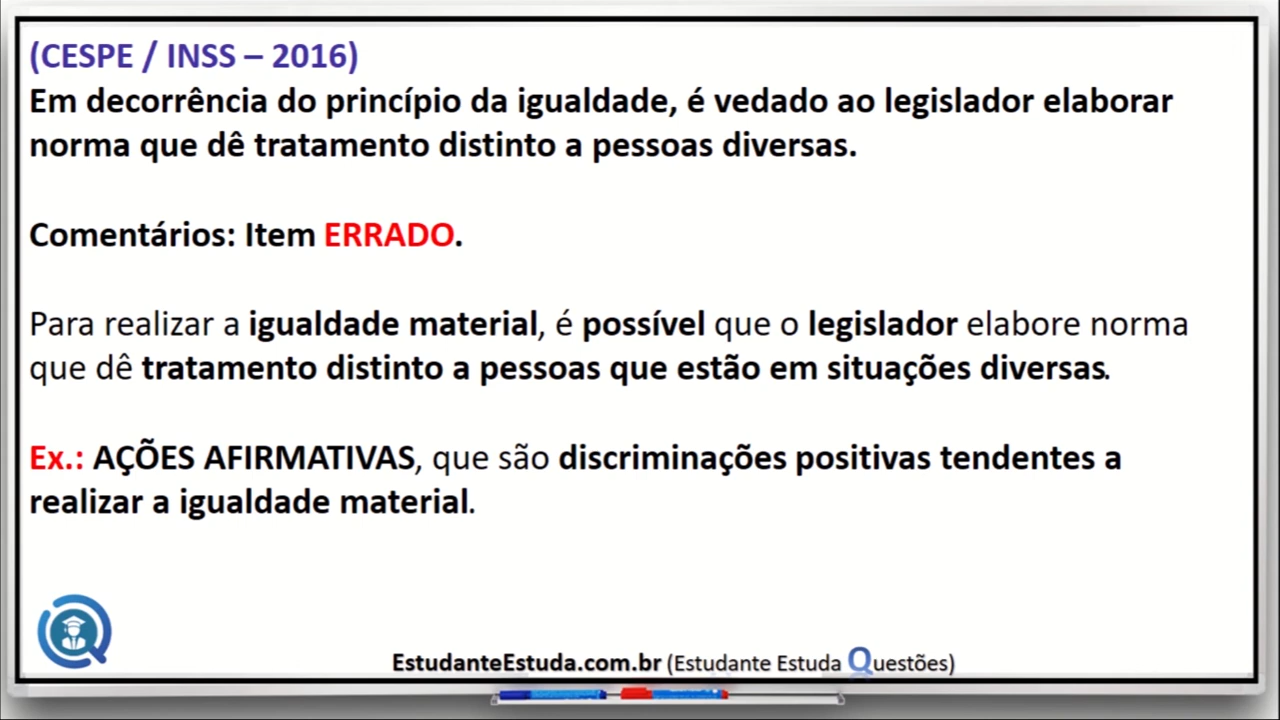 (CESPE / INSS – 2016)
Em decorrência do princípio da igualdade, é vedado ao legislador elaborar
norma que dê tratamento distinto a pessoas diversas.
Comentários: Item ERRADO.
Para realizar a igualdade material, é possível que o legislador elabore norma
que dê tratamento distinto a pessoas que estão em situações diversas.
Ex.: AÇÕES AFIRMATIVAS, que são discriminações positivas tendentes a
realizar a igualdade material.
EstudanteEstuda.com.br (Estudante Estuda Questões)